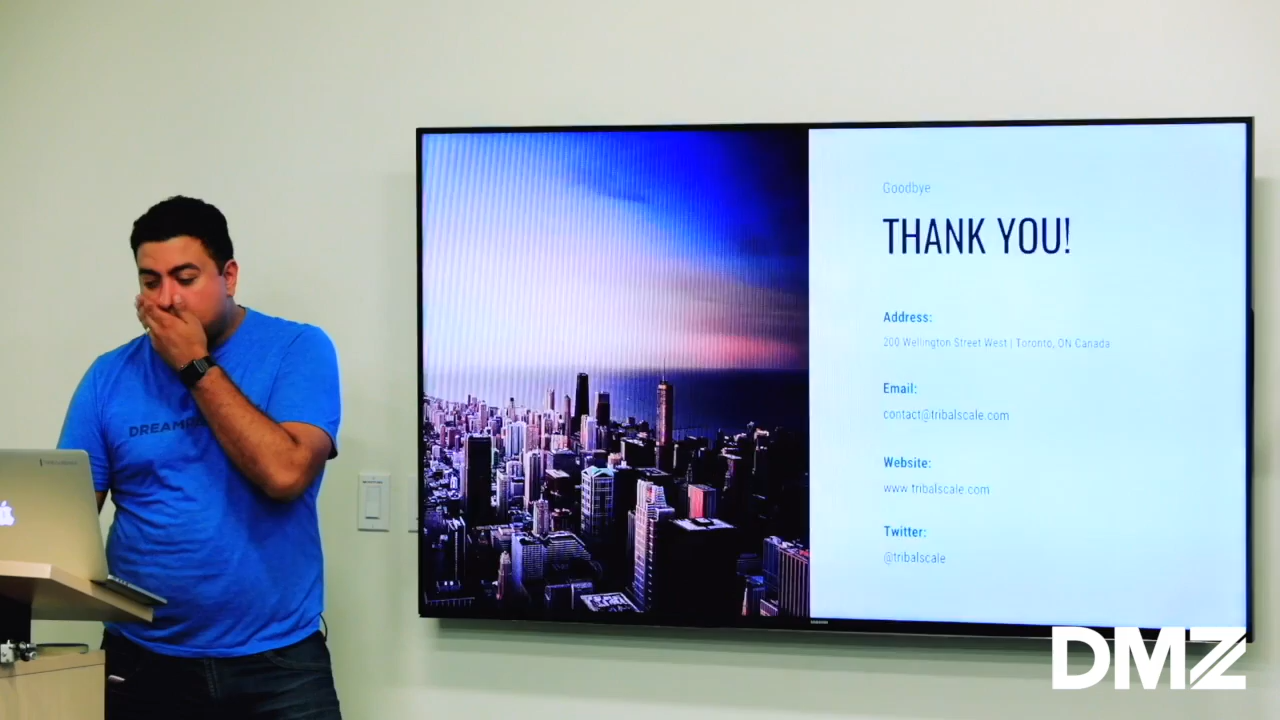 Goodbye
THANK YOU!
Address:
200 Wellington Street West | Toronto, ON Canada
Email:
contact@tribalscale.com
Website:
www.tribalscale.com
Twitter:
@tribalscale
SAMSUNG
DMZ